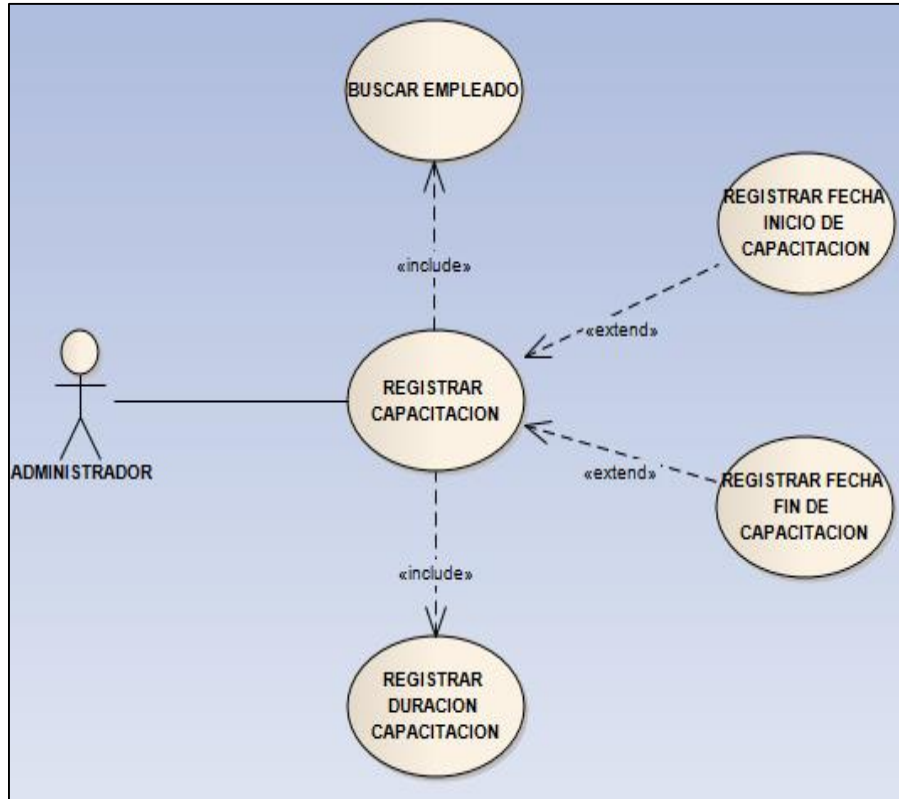 BUSCAR EMPLEADO
REGISTRAR FECHA
INICIO DE
CAPACITACION
«include»
«extend»
REGISTRAR
CAPACITACION
ADMINISTRADOR
«extend»
REGISTRAR FECHA
FIN DE
CAPACITACION
«include»
REGISTRAR
DURACION
CAPACITACION